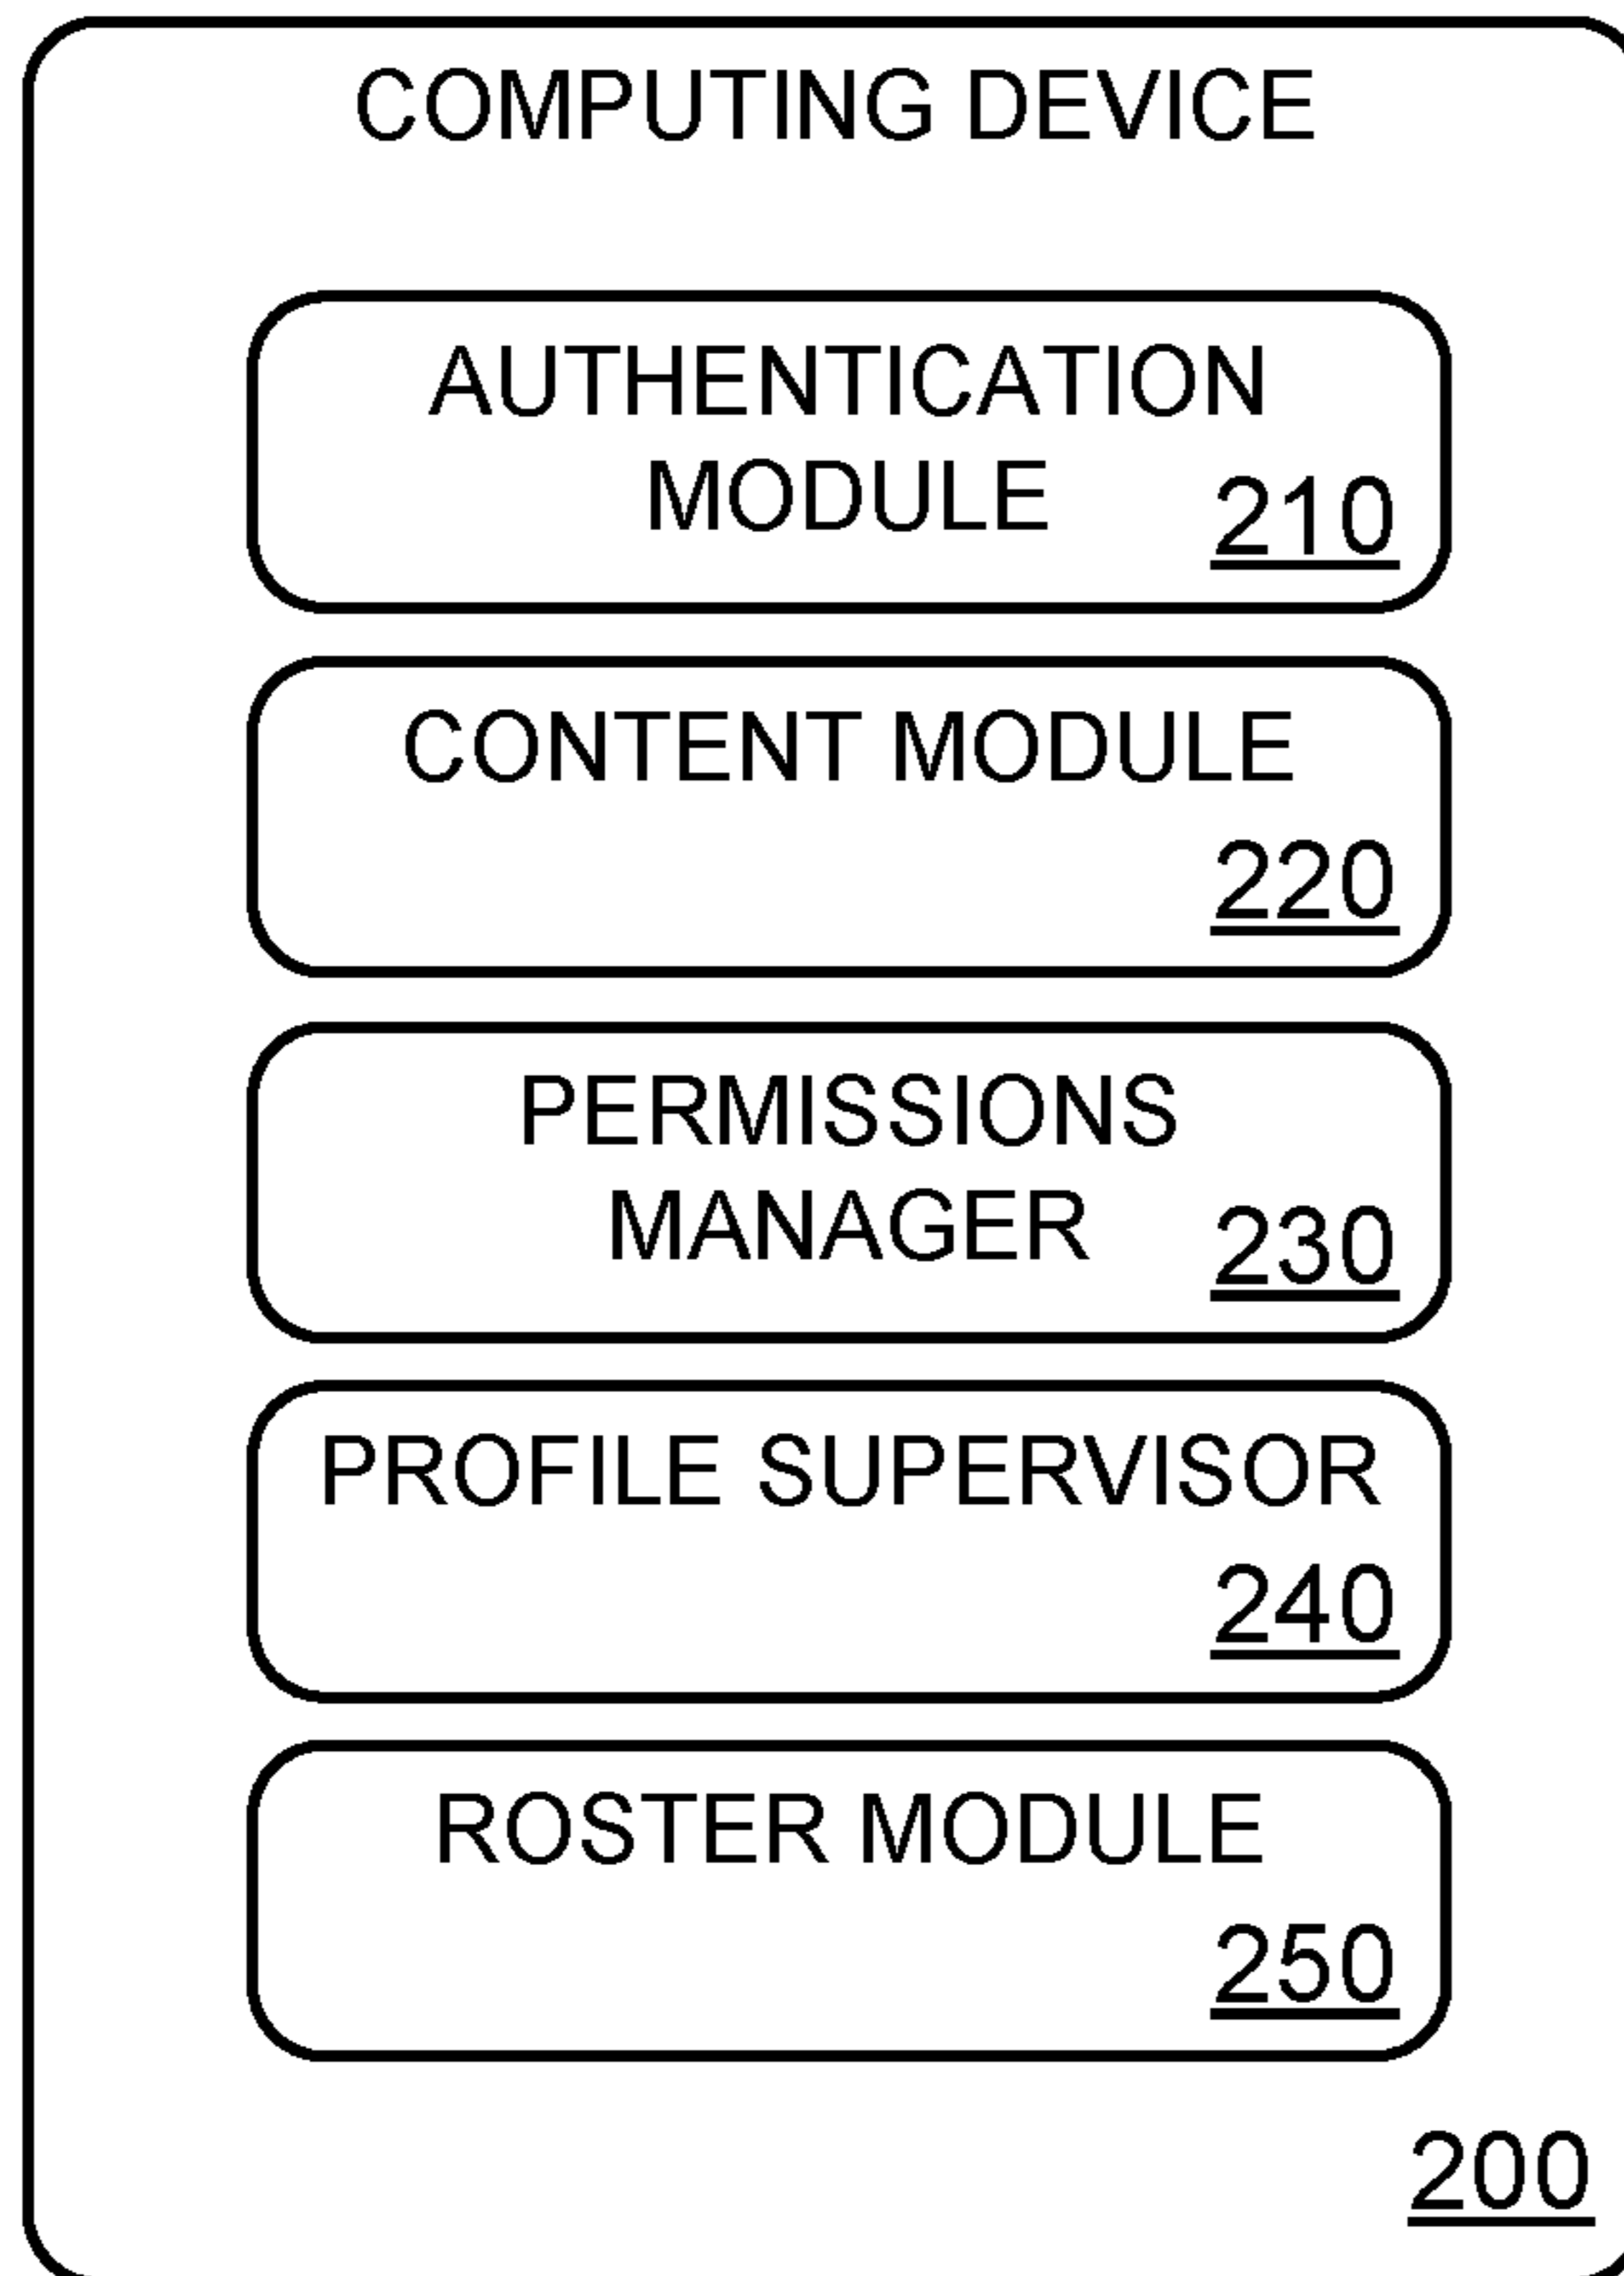 COMPUTING DEVICE
AUTHENTICATION
MODULE
210
CONTENT MODULE
220
PERMISSIONS
MANAGER
230
PROFILE SUPERVISOR
240
ROSTER MODULE
250
200